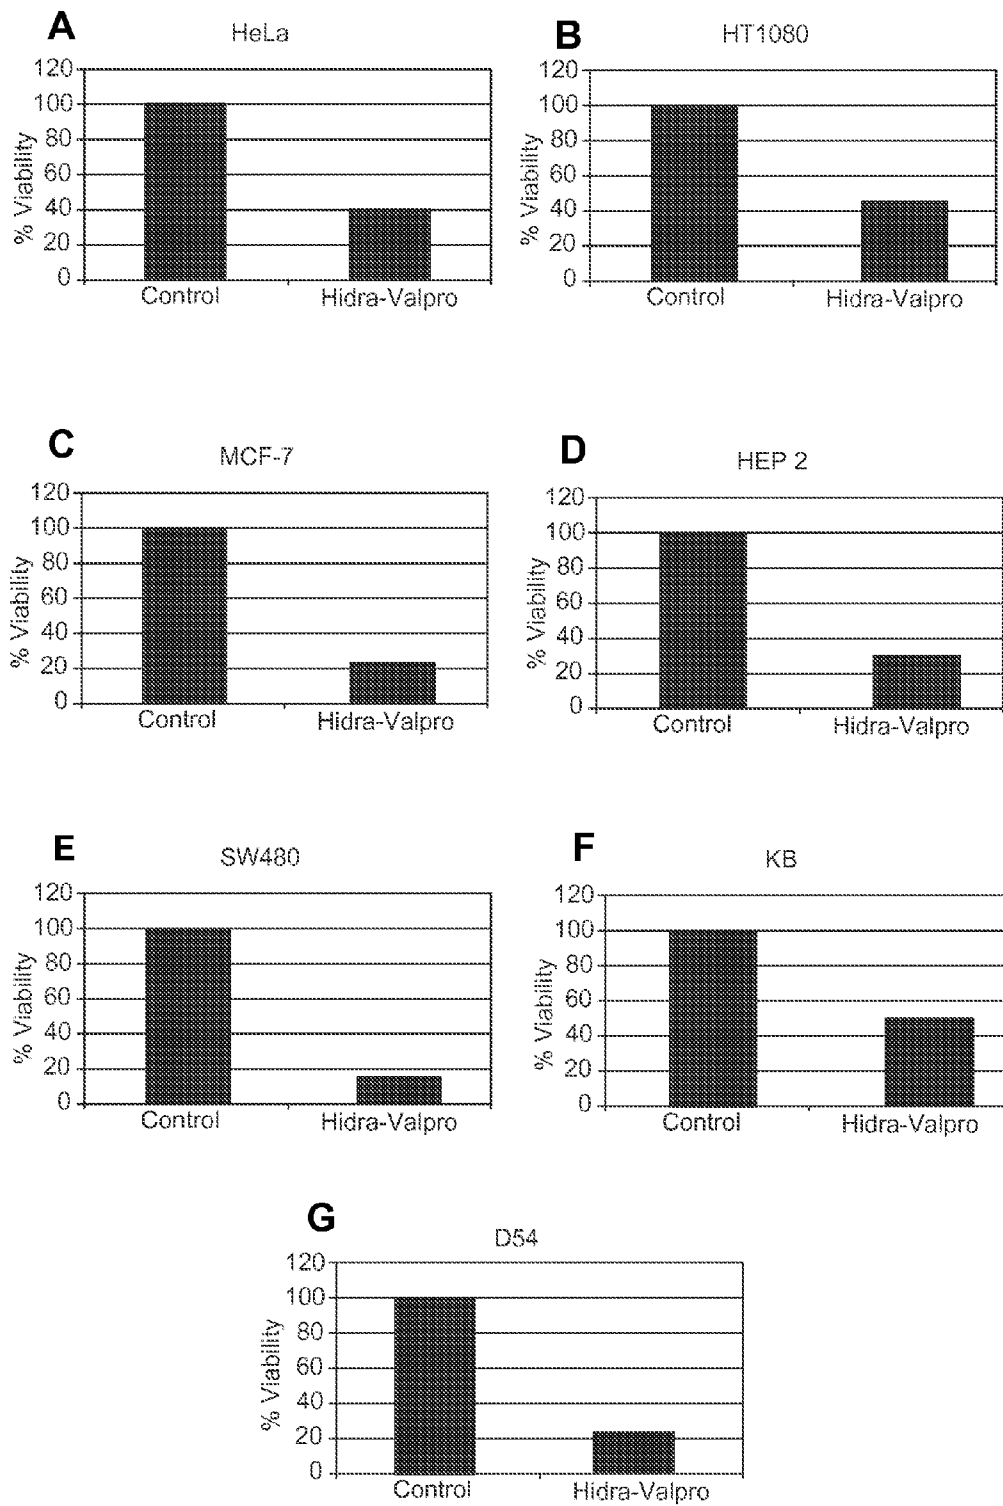 A
HeLa
120
100
80
60
40
20
0
% Viability
Control
Hidra-Valpro
B
HT1080
120
100
80
60
40
20
0
% Viability
Control
Hidra-Valpro
C
MCF-7
120
100
80
60
40
20
0
% Viability
Control
Hidra-Valpro
D
HEP 2
120
100
80
60
40
20
0
% Viability
Control
Hidra-Valpro
E
SW480
120
100
80
60
40
20
0
% Viability
Control
Hidra-Valpro
F
KB
120
100
80
60
40
20
0
% Viability
Control
Hidra-Valpro
G
D54
120
100
80
60
40
20
0
% Viability
Control
Hidra-Valpro